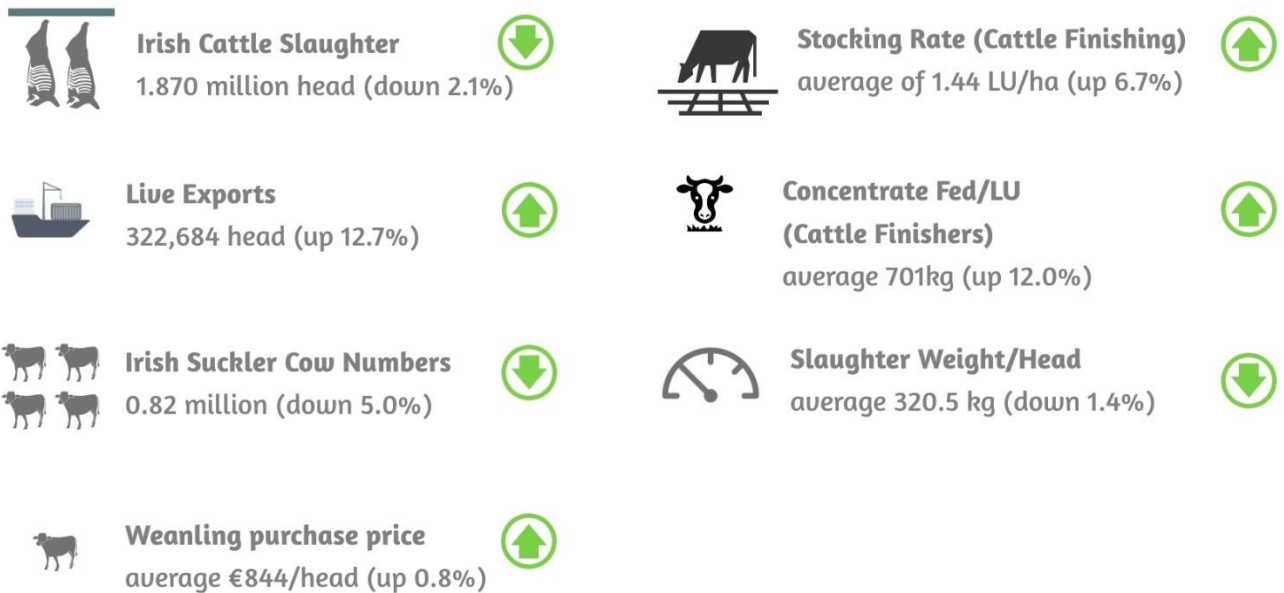 Irish Cattle Slaughter
1.870 million head (down 2.1%)
Live Exports
322,684 head (up 12.7%)
Irish Suckler Cow Numbers
0.82 million (down 5.0%)
Weanling purchase price
average €844/head (up 0.8%)
Stocking Rate (Cattle Finishing)
average of 1.44 LU/ha (up 6.7%)
Concentrate Fed/LU
(Cattle Finishers)
average 701kg (up 12.0%)
Slaughter Weight/Head
average 320.5 kg (down 1.4%)